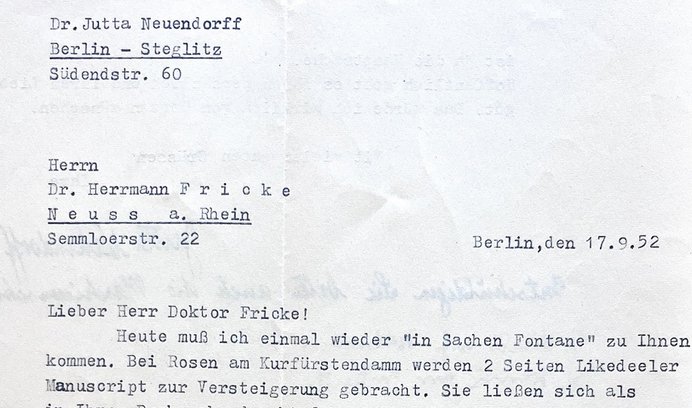 Dr. Jutta Neuendorff
Berlin - Steglitz
Südendstr. 60
Herrn
Dr. Herrmann F r i c k e
N e u s s  a. Rhein
Semmloerstr. 22
Berlin,den 17.9.52
Lieber Herr Doktor Fricke!
Heute muß ich einmal wieder "in Sachen Fontane" zu Ihnen
kommen. Bei Rosen am Kurfürstendamm werden 2 Seiten Likedeeler
Manuscript zur Versteigerung gebracht. Sie ließen sich als